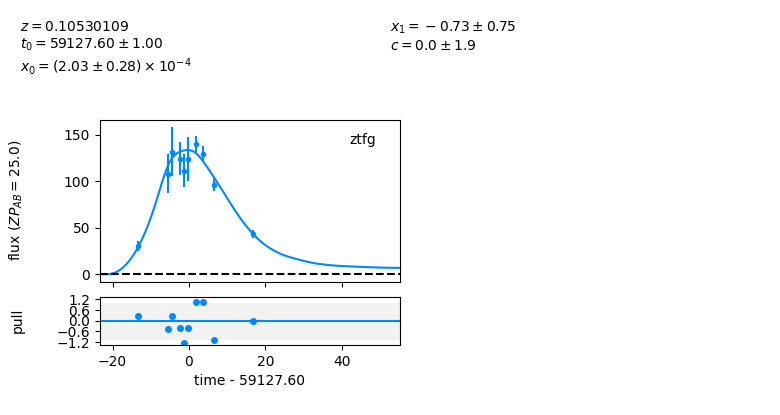 z = 0.10530109
t₀ = 59127.60 ± 1.00
x₀ = (2.03 ± 0.28) × 10⁻⁴
x₁ = −0.73 ± 0.75
c = 0.0 ± 1.9
ztfg
flux (ZP_AB = 25.0)
150
100
50
0
pull
1.2
0.6
0.0
−0.6
−1.2
−20 0 20 40
time - 59127.60